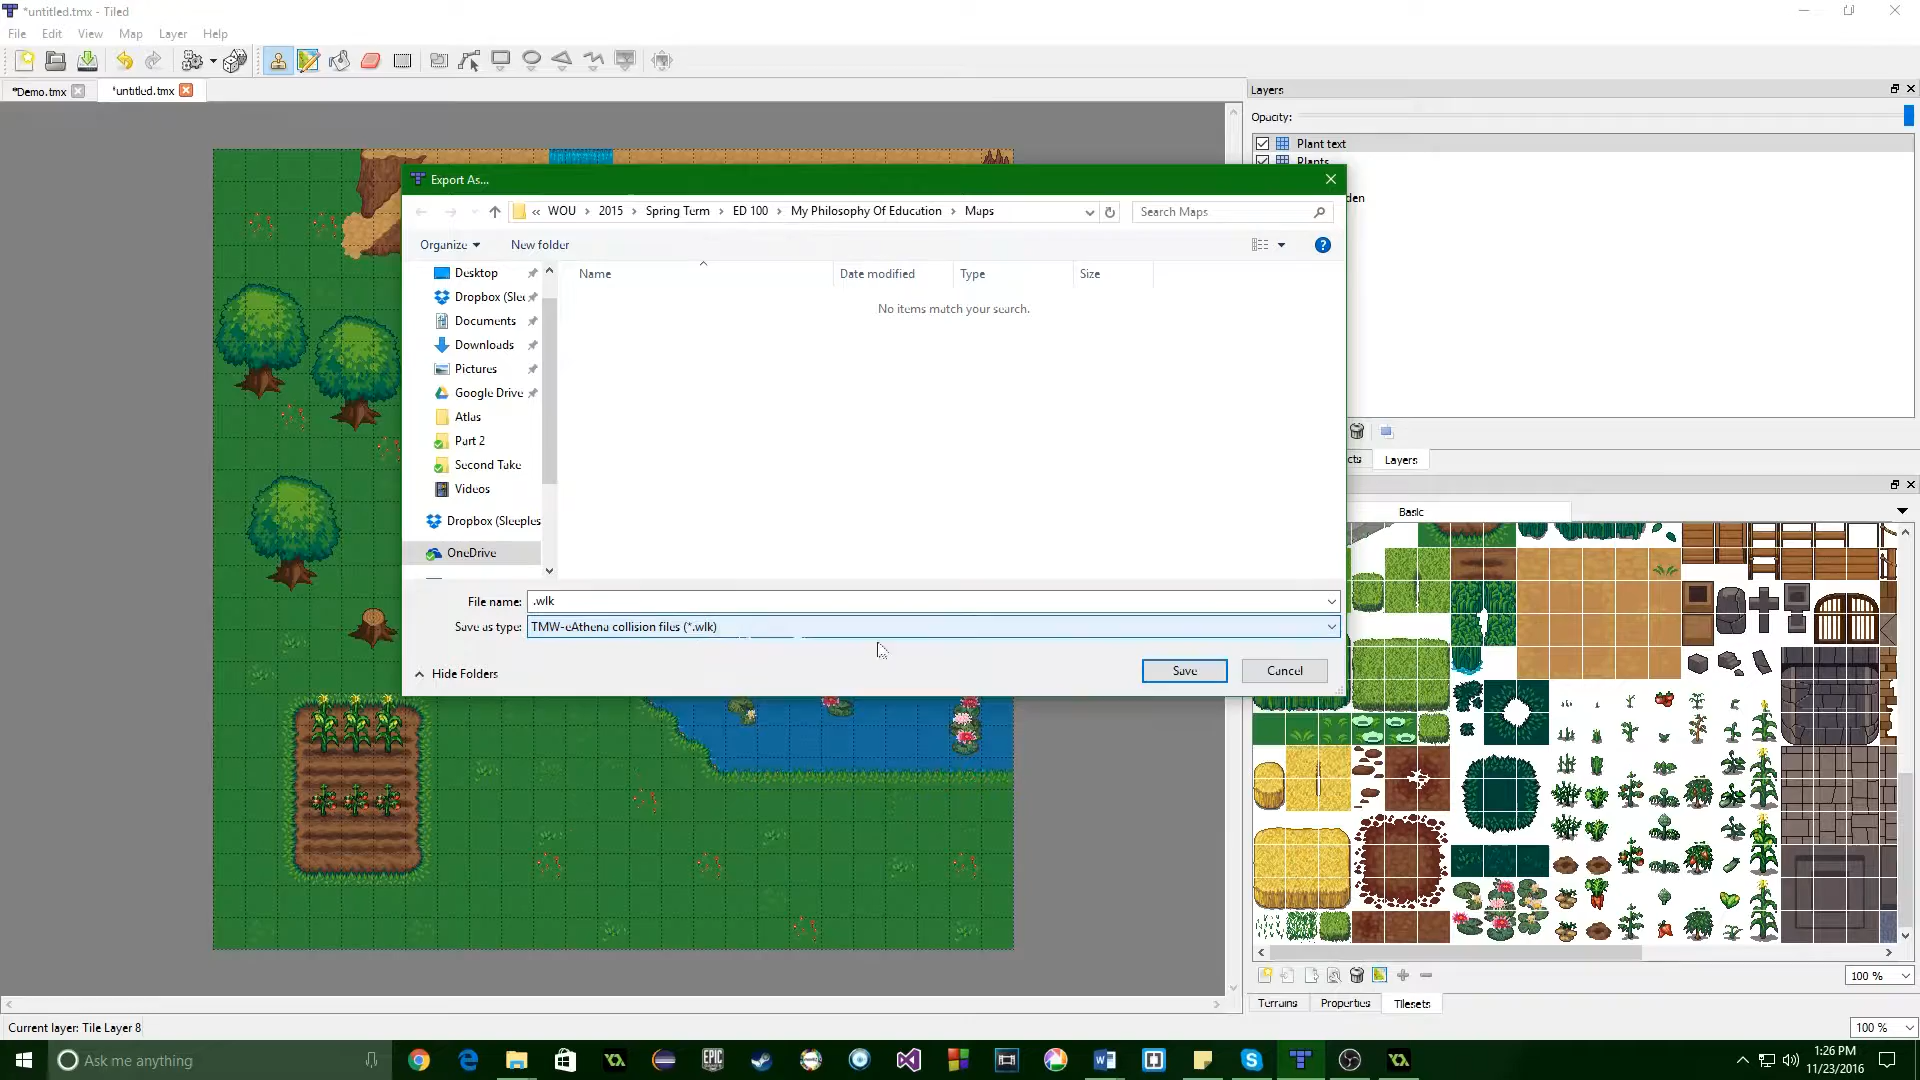 *untitled.tmx - Tiled
File Edit View Map Layer Help
*Demo.tmx
*untitled.tmx
Layers
Opacity:
Plant text
Plants
den
Export As...
« WOU › 2015 › Spring Term › ED 100 › My Philosophy Of Education › Maps
Search Maps
Organize
New folder
Desktop
Dropbox (Slee
Documents
Downloads
Pictures
Google Drive
Atlas
Part 2
Second Take
Videos
Dropbox (Sleeples
OneDrive
Name
Date modified
Type
Size
No items match your search.
File name: .wlk
Save as type: TMW-eAthena collision files (*.wlk)
Hide Folders
Save
Cancel
cts
Layers
Basic
100 %
Terrains
Properties
Tilesets
Current layer: Tile Layer 8
100 %
Ask me anything
1:26 PM
11/23/2016